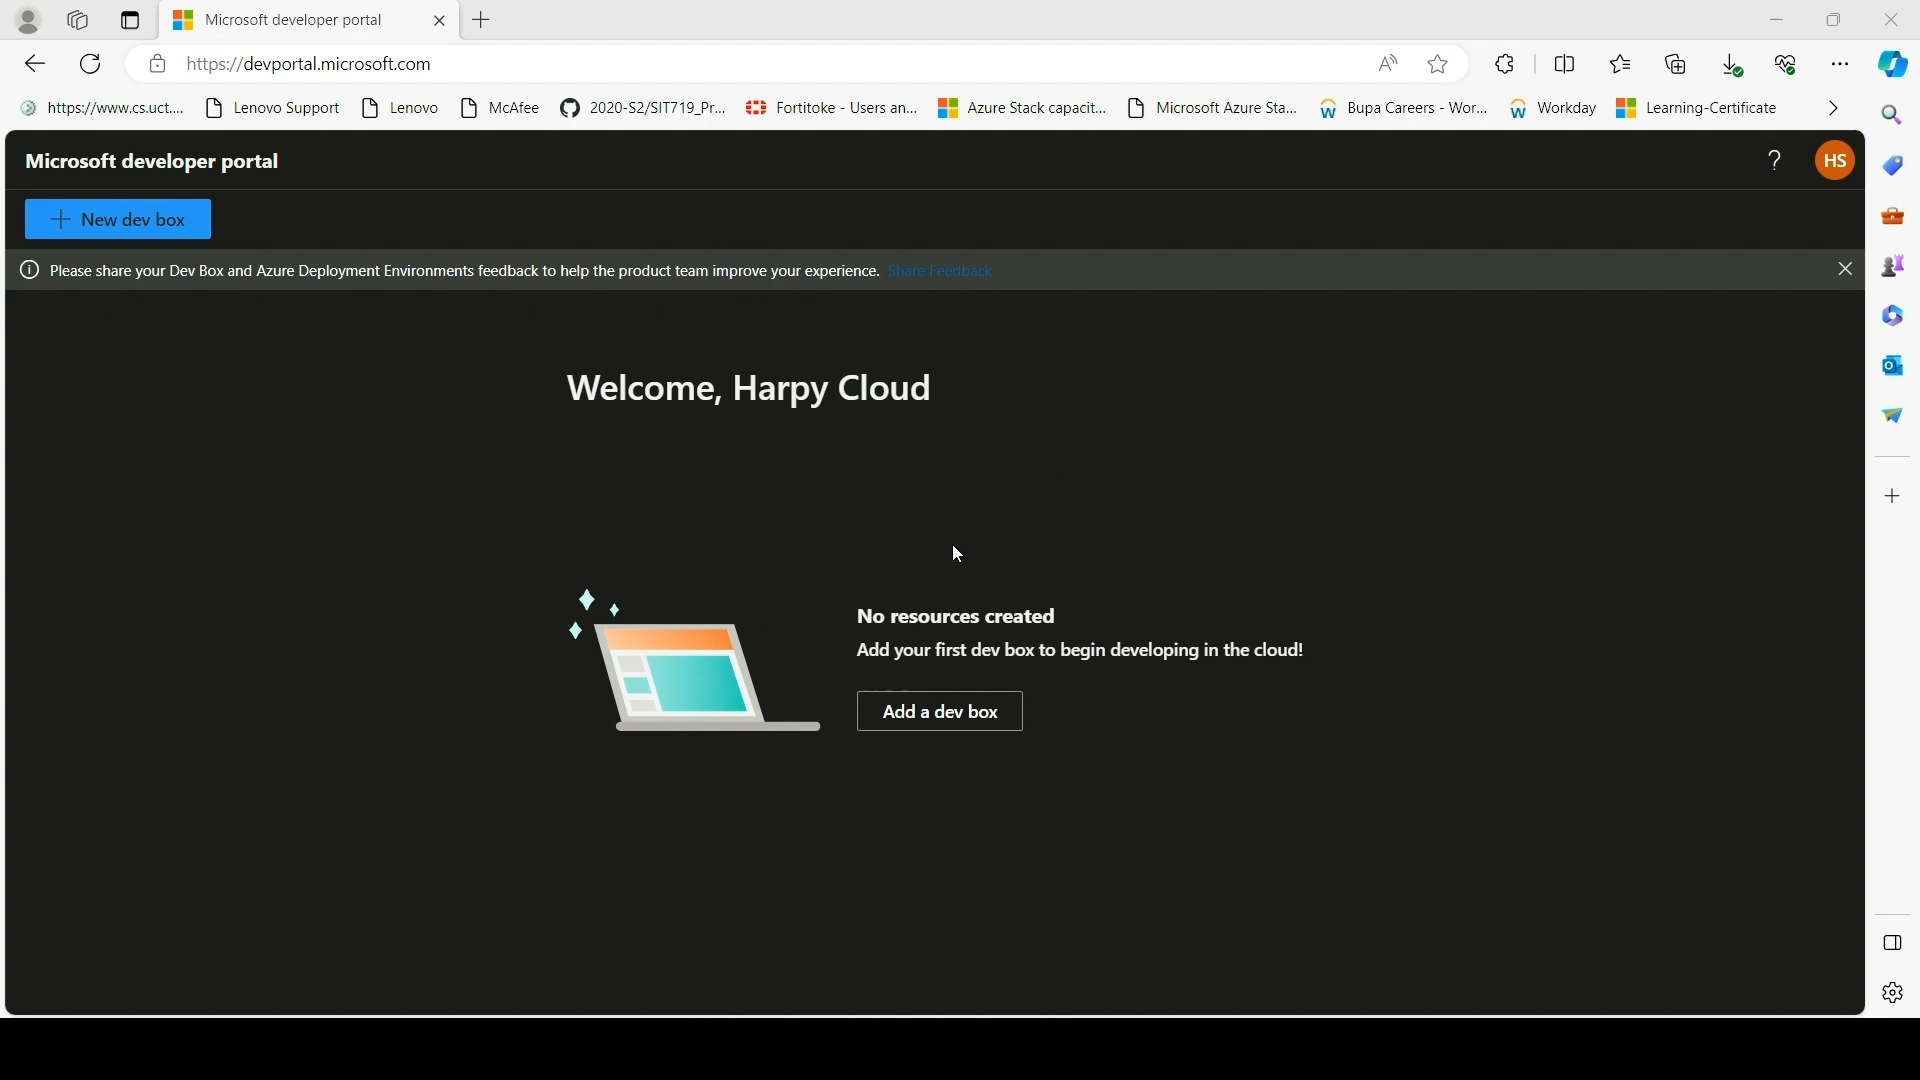 Microsoft developer portal
https://devportal.microsoft.com
https://www.cs.uct.... Lenovo Support Lenovo McAfee 2020-S2/SIT719_Pr... Fortitoke - Users an... Azure Stack capacit... Microsoft Azure Sta... Bupa Careers - Wor... Workday Learning-Certificate
Microsoft developer portal
HS
New dev box
Please share your Dev Box and Azure Deployment Environments feedback to help the product team improve your experience. Share Feedback
Welcome, Harpy Cloud
No resources created
Add your first dev box to begin developing in the cloud!
Add a dev box